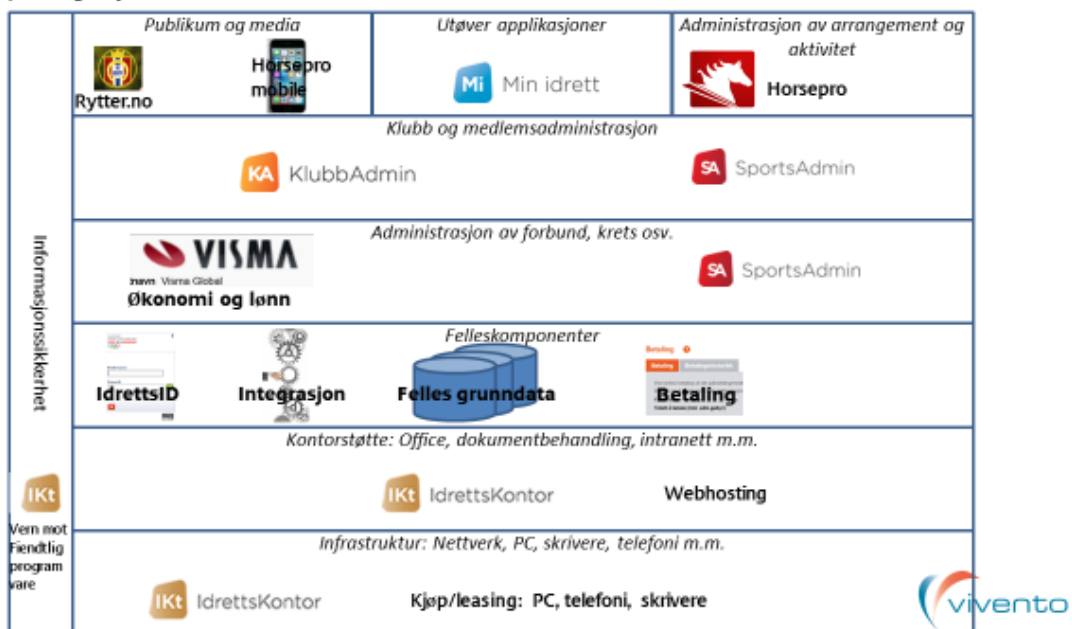 Publikum og media
Utøver applikasjoner
Administrasjon av arrangement og
aktivitet
Rytter.no
Horsepro
mobile
Mi Min idrett
Horsepro
Klubb og medlemsadministrasjon
KA KlubbAdmin
SA SportsAdmin
Administrasjon av forbund, krets osv.
VISMA
Visma Global
Økonomi og lønn
SA SportsAdmin
Informasjonssikkerhet
Felleskomponenter
IdrettsID
Integrasjon
Felles grunndata
Betaling
Betaling
Betaling
Kontorstøtte: Office, dokumentbehandling, intranett m.m.
IKt IdrettsKontor
Webhosting
IKt
Vern mot
Fiendtlig
program
vare
Infrastruktur: Nettverk, PC, skrivere, telefoni m.m.
IKt IdrettsKontor
Kjøp/leasing: PC, telefoni, skrivere
vivento